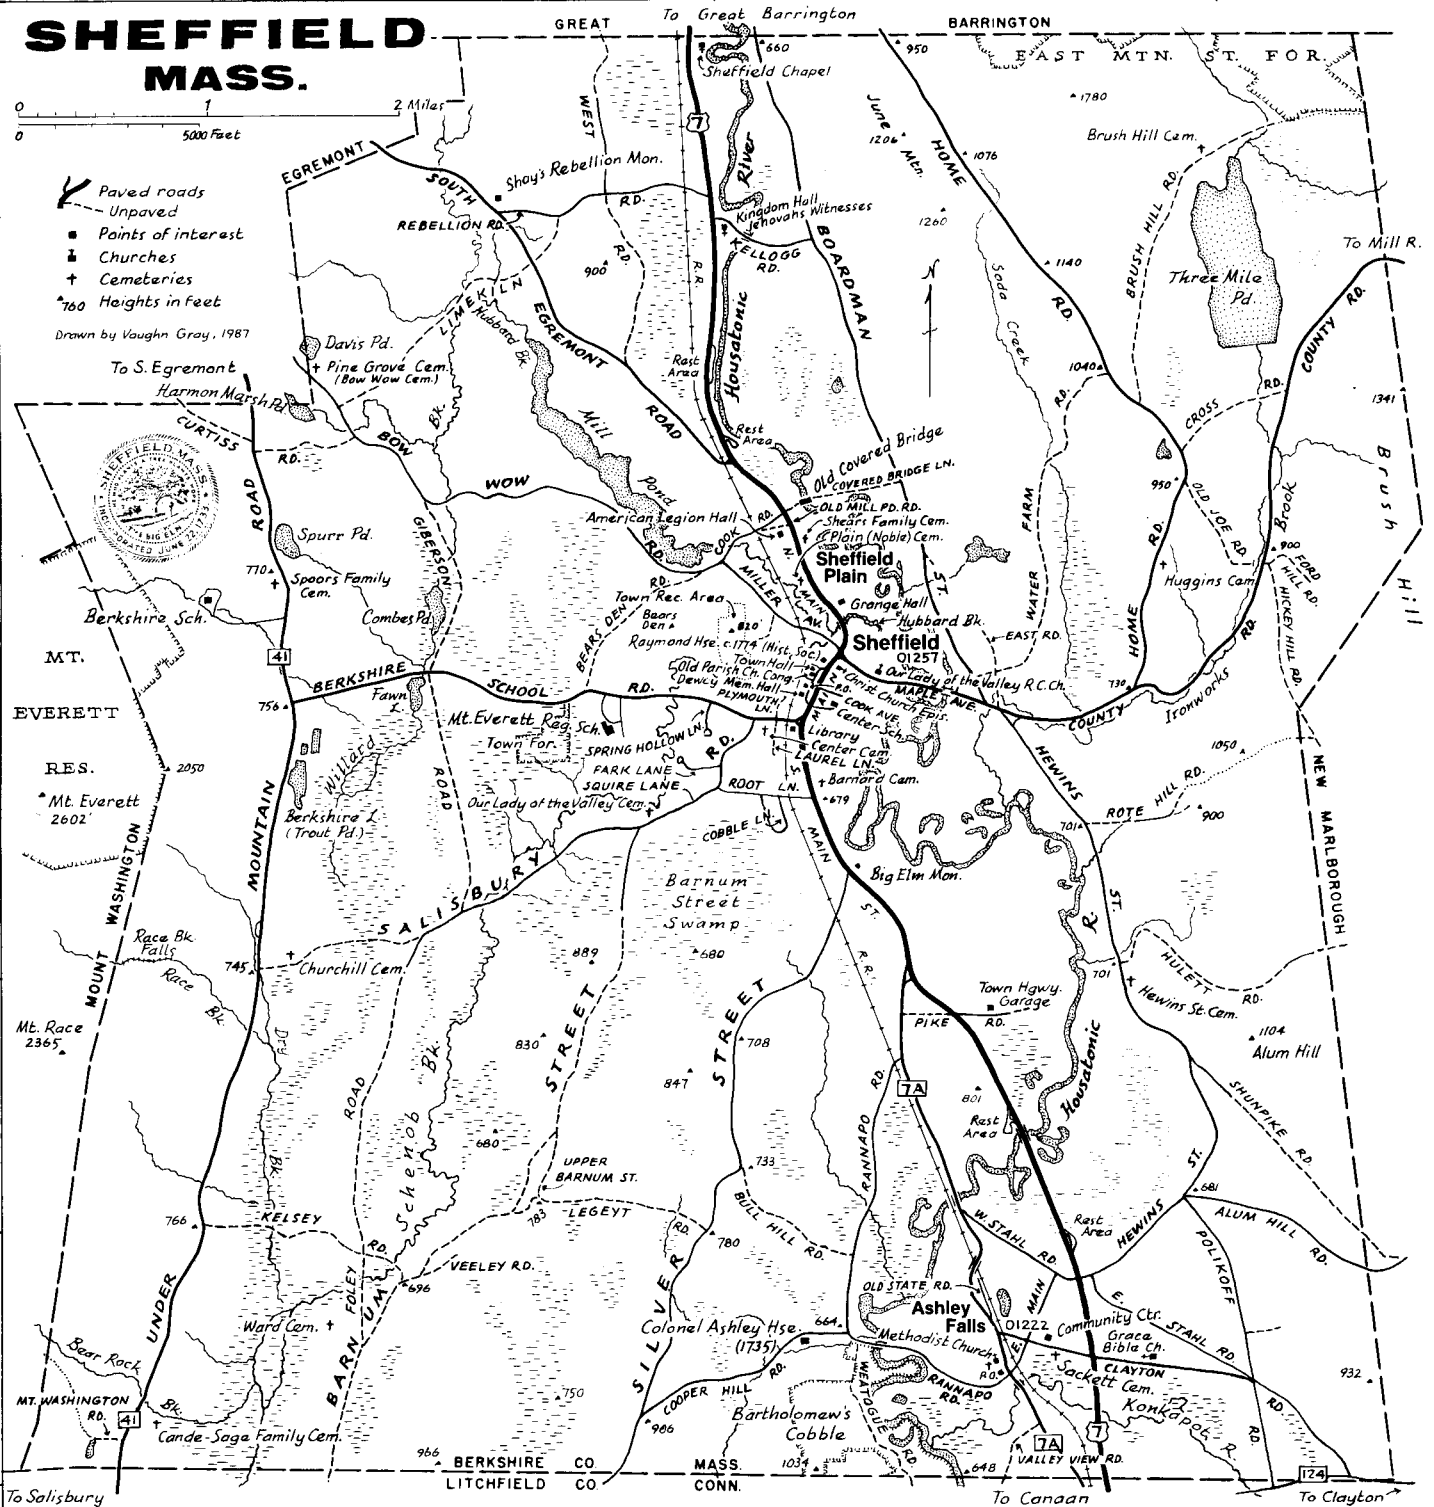 SHEFFIELD
MASS.
0 1 2 Miles
0 5000 Feet
Paved roads
Unpaved
Points of interest
Churches
Cemeteries
760 Heights in feet
Drawn by Vaughn Gray, 1987
GREAT
To Great Barrington
BARRINGTON
660
950
EAST MTN. ST. FOR.
Sheffield Chapel
7
WEST
1780
June Mtn.
1206
HOME
1076
Brush Hill Cem.
EGREMONT
SOUTH
Shay's Rebellion Mon.
RD.
REBELLION RD.
River
Kingdom Hall
Jehovahs Witnesses
KELLOGG
RD.
BOARDMAN
1260
BRUSH HILL RD.
To Mill R.
900
RD.
R.R.
N
Soda Creek
1140
RD.
Three Mile
Pd.
COUNTY RD.
LIMEKILN
Hubbard Bk.
EGREMONT
ROAD
Housatonic
Davis Pd.
Pine Grove Cem.
(Bow Wow Cem.)
To S. Egremont
Harmon Marsh Pd.
Rest
Area
1040
RD.
CROSS RD.
1341
CURTISS
RD.
BOW
Bk.
Mill
Pond
Rest
Area
Old Covered Bridge
COVERED BRIDGE LN.
Brush
Hill
SHEFFIELD, MASS.
INCORPORATED JUNE 22, 1733
ROAD
WOW
RD.
American Legion Hall
COOK RD.
OLD MILL PD. RD.
Shears Family Cem.
Plain (Noble) Cem.
950
OLD JOE RD.
Brook
GIBERSON
Spurr Pd.
Sheffield
Plain
N. MAIN
FARM
WATER
RD.
900
FORD
HILL RD.
770
Spoors Family
Cem.
MILLER
AV.
ST.
Huggins Cem.
HICKEY HILL RD.
Berkshire Sch.
Combes Pd.
RD.
BEARS DEN
Town Rec. Area
Bears
Den
820
Grange Hall
Hubbard Bk.
HOME
RD.
Raymond Hse. c.1774 (Hist. Soc.)
Sheffield
01257
EAST RD.
MT.
EVERETT
RES.
41
Town Hall
Old Parish Ch. Cong.
Dewey Mem. Hall
PLYMOUTH
LN.
Our Lady of the Valley R.C. Ch.
MAPLE AVE.
BERKSHIRE
SCHOOL
RD.
Fawn
L.
Christ Church Epis.
COOK AVE.
Center Sch.
730
COUNTY
Ironworks
756
Mt. Everett Reg. Sch.
Town For.
SPRING HOLLOW LN.
PARK LANE
SQUIRE LANE
RD.
Library
Center Cem.
LAUREL LN.
HEWINS
1050
2050
Willard
ROAD
Our Lady of the Valley Cem.
ROOT LN.
S.
Barnard Cem.
679
ROTE HILL RD.
701
900
NEW MARLBOROUGH
Mt. Everett
2602
Berkshire L.
(Trout Pd.)
COBBLE LN.
MAIN
ST.
MOUNTAIN
MOUNT WASHINGTON
SALISBURY
Barnum
Street
Swamp
Big Elm Mon.
ST.
R.
Race Bk.
Falls
Race
Bk.
745
Churchill Cem.
889
680
R.R.
701
HULETT
RD.
Hewins St. Cem.
Mt. Race
2365
Dry
Bk.
830
STREET
STREET
708
Town Hgwy.
Garage
PIKE RD.
1104
Alum Hill
ROAD
Bk.
847
RD.
7A
801
Rest
Area
Housatonic
SHUNPIKE RD.
680
Schenob
UPPER
BARNUM ST.
733
RANNAPO
ST.
681
766
KELSEY
RD.
783
LEGEYT
RD.
BULL HILL RD.
780
W. STAHL RD.
Rest
Area
HEWINS
ALUM HILL
RD.
POLIKOFF
RD.
UNDER
FOLEY
696
VEELEY RD.
OLD STATE RD.
MAIN
Ashley
Falls
01222
Ward Cem.
BARNUM
SILVER
Colonel Ashley Hse.
(1735)
664
Methodist Church
Community Ctr.
Grace
Bible Ch.
E. STAHL RD.
Bear Rock
Bk.
COOPER HILL
RD.
CLAYTON
RD.
932
MT. WASHINGTON
RD.
41
750
WEATOGUE
RD.
RANNAPO
RD.
E.
P.O.
Sackett Cem.
Konkapot R.
Cande-Sage Family Cem.
986
Bartholomew's
Cobble
7
966
BERKSHIRE CO. MASS.
LITCHFIELD CO. CONN.
1034
648
7A
VALLEY VIEW RD.
124
To Salisbury
To Canaan
To Clayton